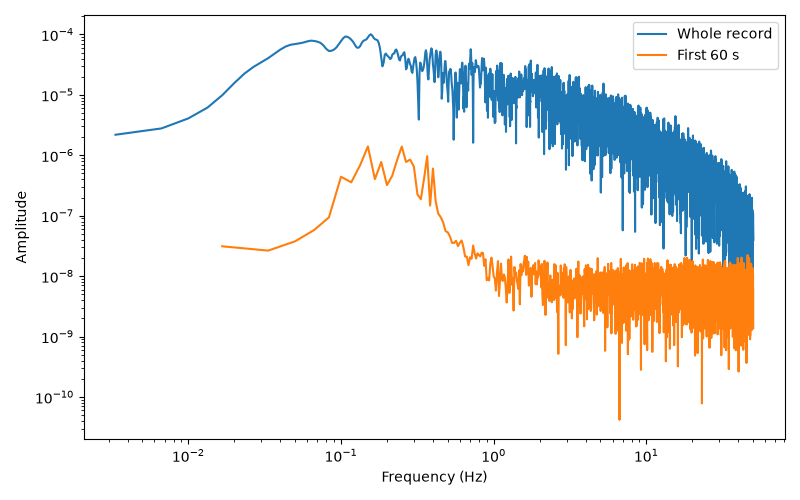 Whole record
First 60 s
10⁻⁴
10⁻⁵
10⁻⁶
10⁻⁷
10⁻⁸
10⁻⁹
10⁻¹⁰
Amplitude
10⁻²
10⁻¹
10⁰
10¹
Frequency (Hz)